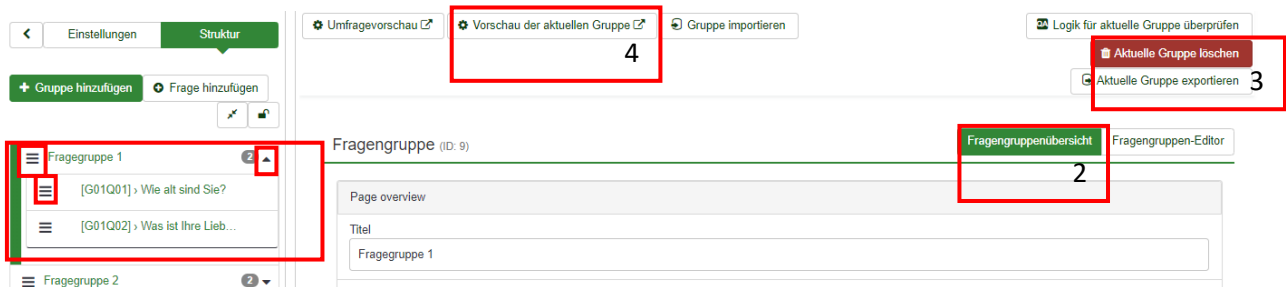 Einstellungen
Struktur
Gruppe hinzufügen
Frage hinzufügen
Fragegruppe 1
2
[G01Q01] › Wie alt sind Sie?
[G01Q02] › Was ist Ihre Lieb...
Fragegruppe 2
2
Umfragevorschau
Vorschau der aktuellen Gruppe
Gruppe importieren
4
Logik für aktuelle Gruppe überprüfen
Aktuelle Gruppe löschen
Aktuelle Gruppe exportieren
3
Fragengruppe (ID: 9)
Fragengruppenübersicht
Fragengruppen-Editor
2
Page overview
Titel
Fragegruppe 1